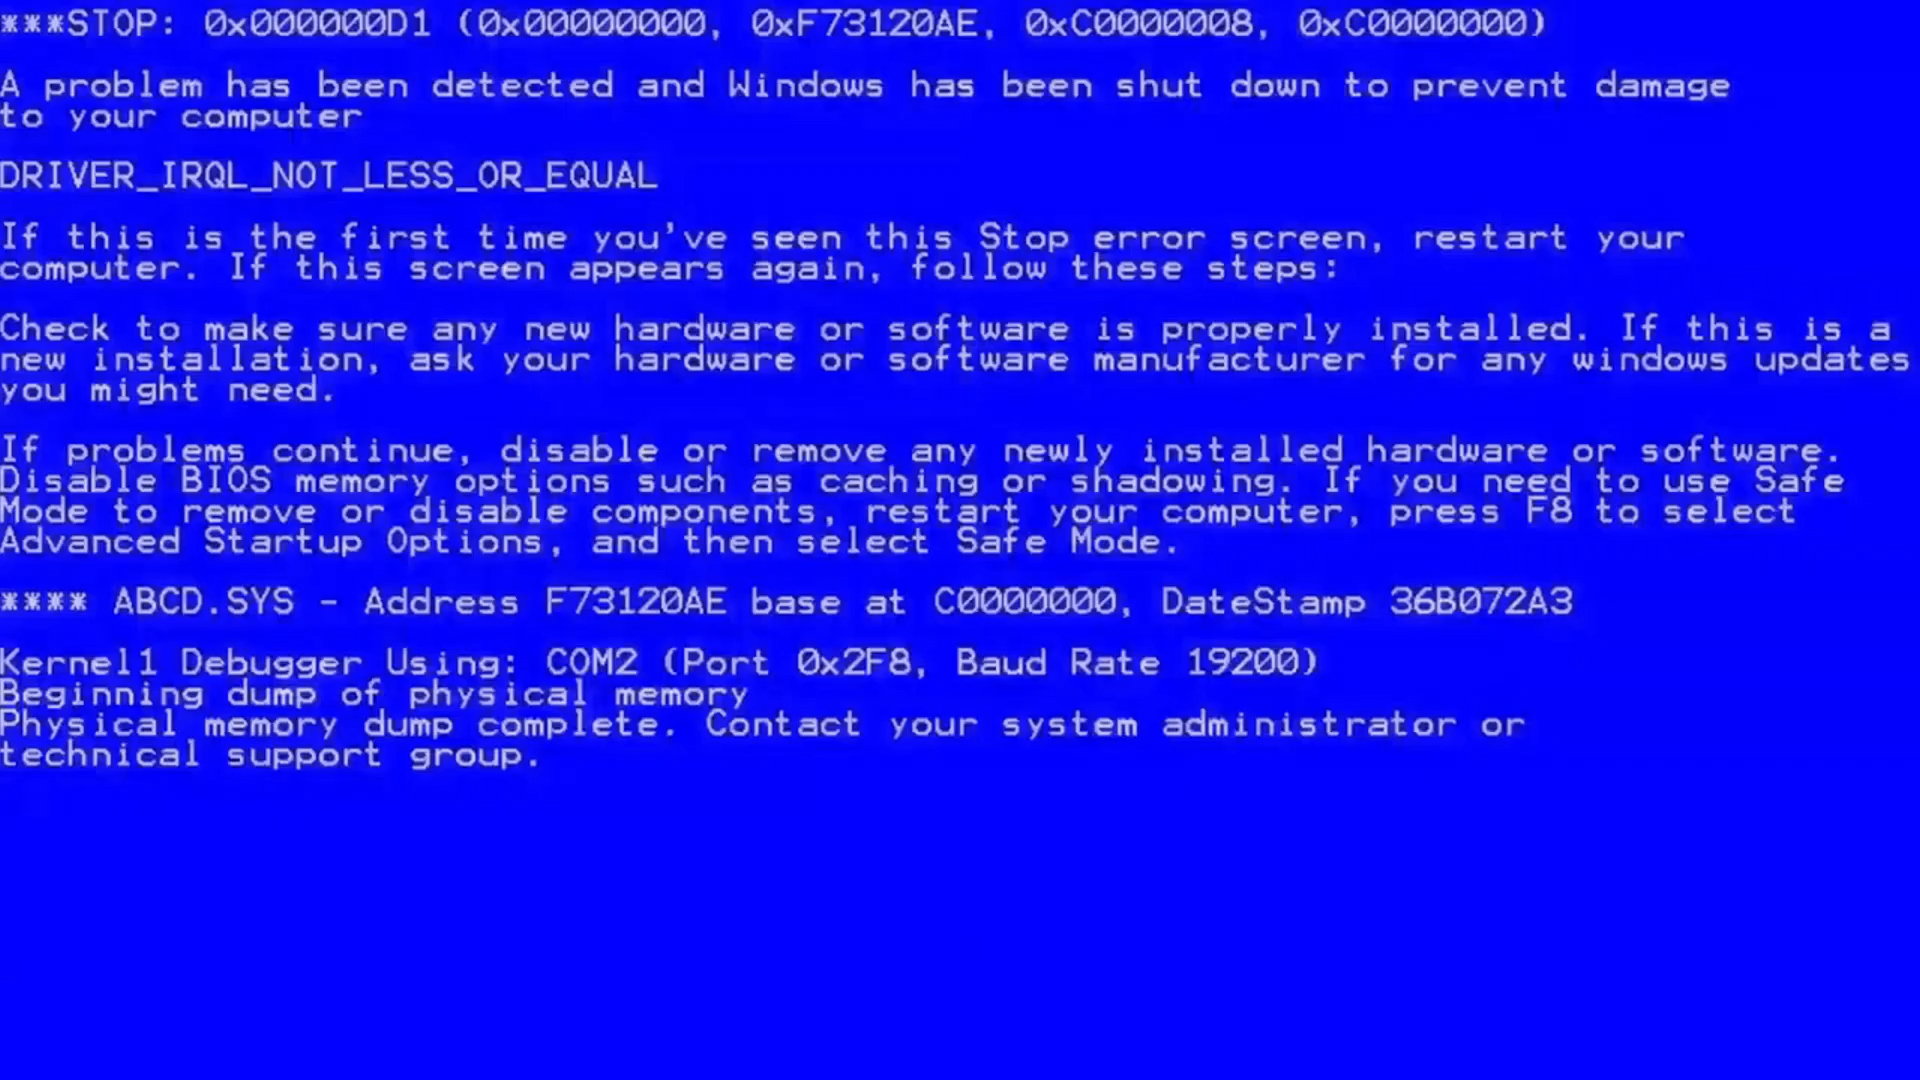 ***STOP: 0x000000D1 (0x00000000, 0xF73120AE, 0xC0000008, 0xC0000000)
A problem has been detected and Windows has been shut down to prevent damage
to your computer
DRIVER_IRQL_NOT_LESS_OR_EQUAL
If this is the first time you've seen this Stop error screen, restart your
computer. If this screen appears again, follow these steps:
Check to make sure any new hardware or software is properly installed. If this is a
new installation, ask your hardware or software manufacturer for any windows updates
you might need.
If problems continue, disable or remove any newly installed hardware or software.
Disable BIOS memory options such as caching or shadowing. If you need to use Safe
Mode to remove or disable components, restart your computer, press F8 to select
Advanced Startup Options, and then select Safe Mode.
**** ABCD.SYS - Address F73120AE base at C0000000, DateStamp 36B072A3
Kernel1 Debugger Using: COM2 (Port 0x2F8, Baud Rate 19200)
Beginning dump of physical memory
Physical memory dump complete. Contact your system administrator or
technical support group.